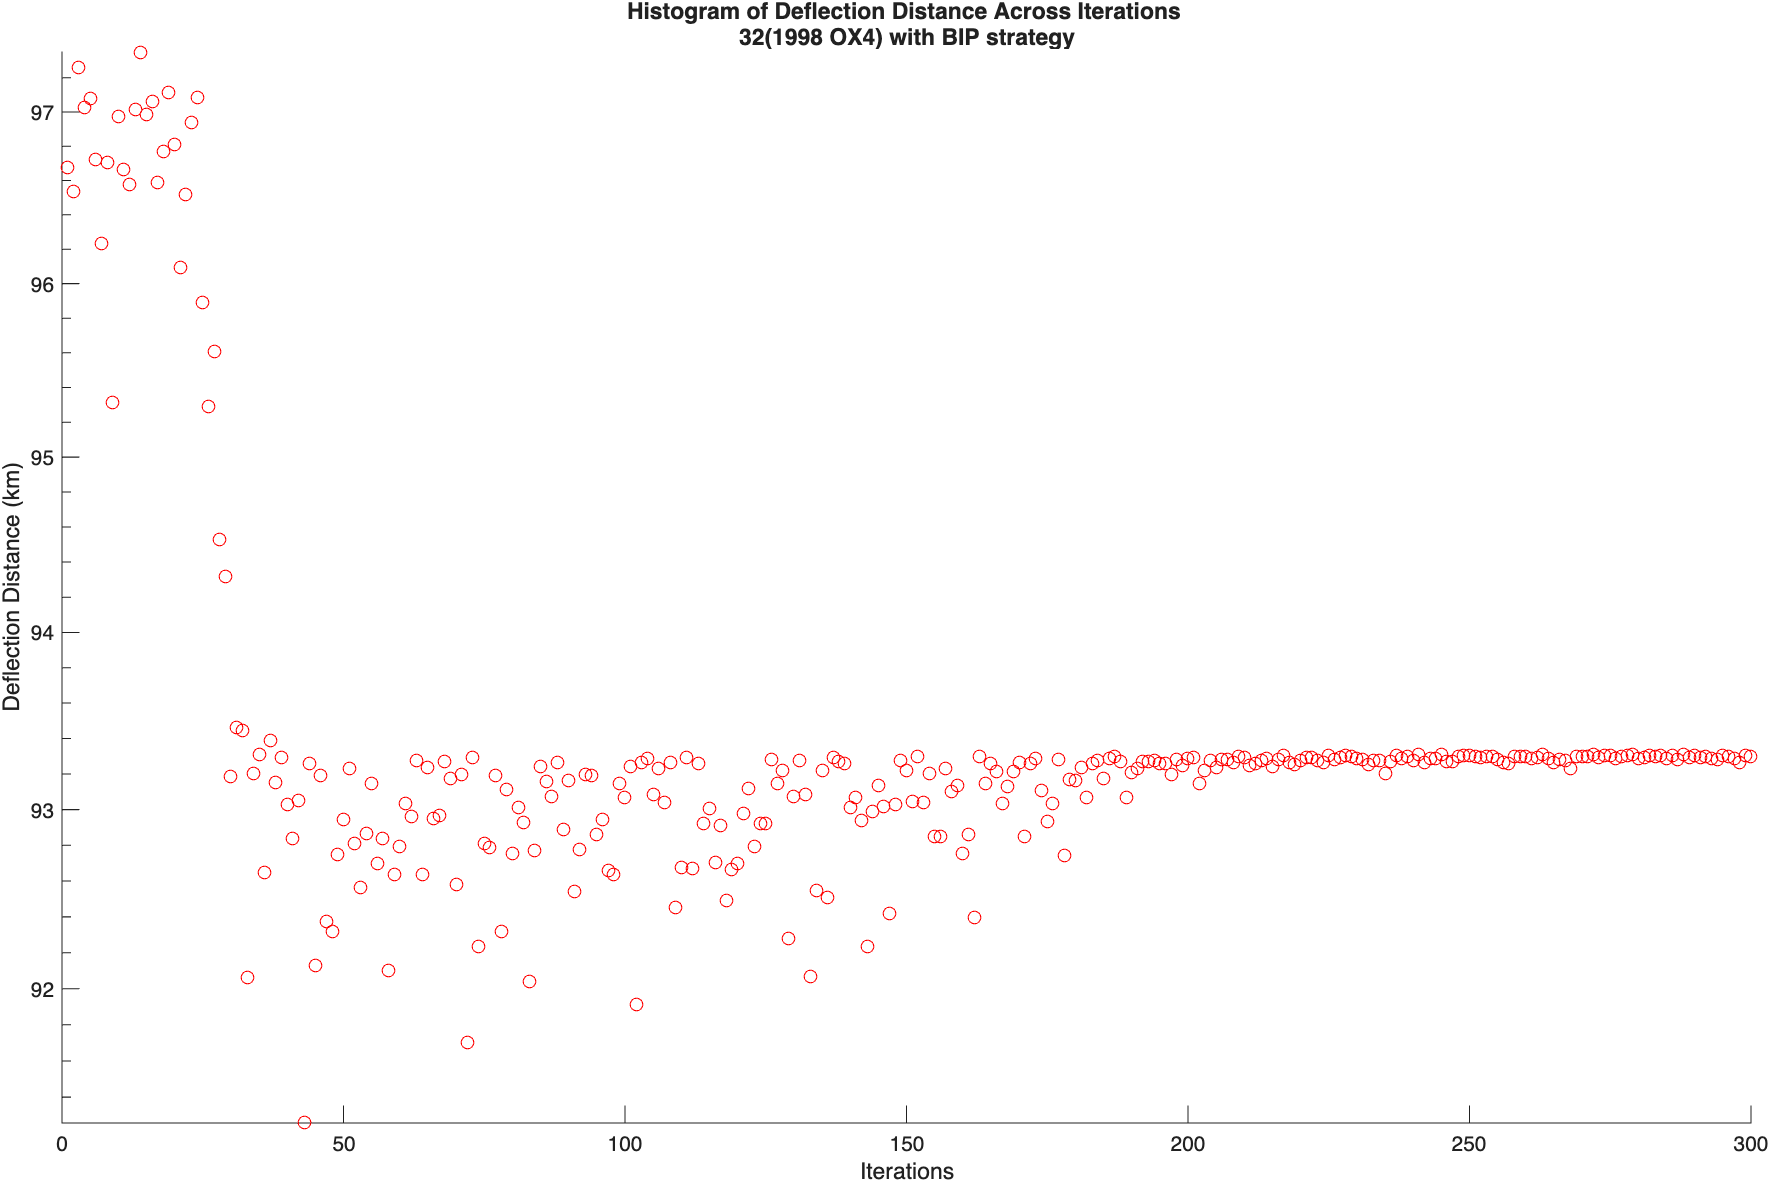 Histogram of Deflection Distance Across Iterations
32(1998 OX4) with BIP strategy
97
96
95
94
93
92
Deflection Distance (km)
0 50 100 150 200 250 300
Iterations